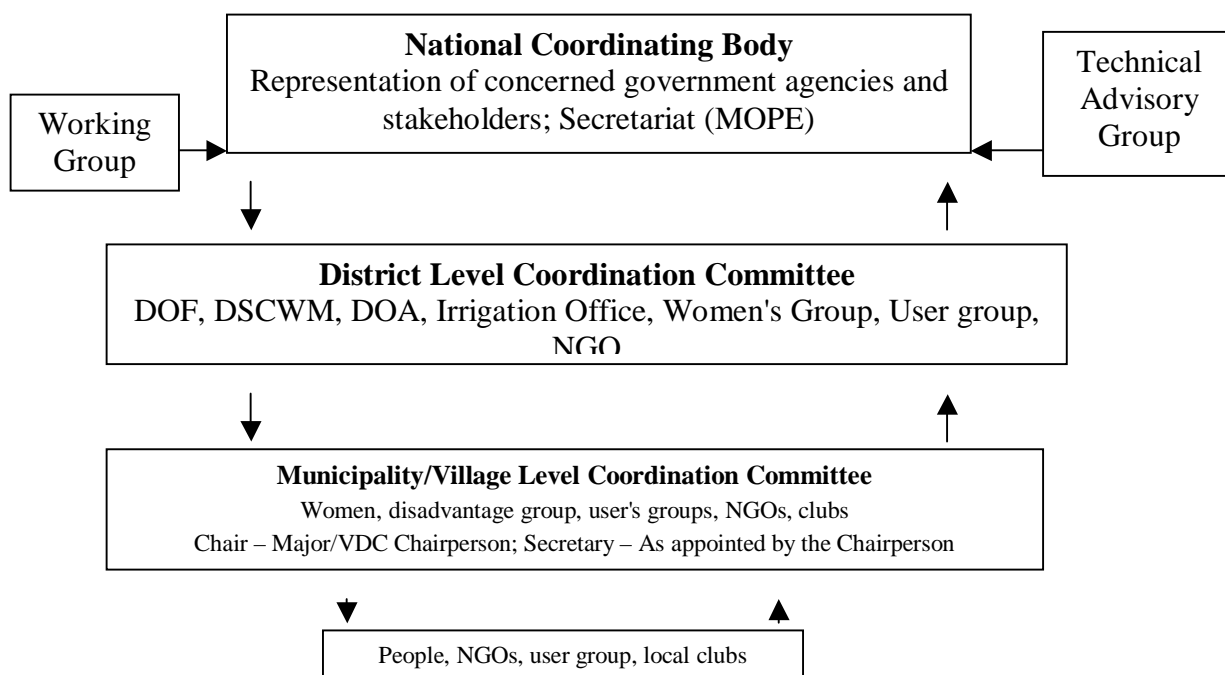 National Coordinating Body
Representation of concerned government agencies and
stakeholders; Secretariat (MOPE)
Working
Group
Technical
Advisory
Group
District Level Coordination Committee
DOF, DSCWM, DOA, Irrigation Office, Women's Group, User group,
NGO
Municipality/Village Level Coordination Committee
Women, disadvantage group, user's groups, NGOs, clubs
Chair – Major/VDC Chairperson; Secretary – As appointed by the Chairperson
People, NGOs, user group, local clubs